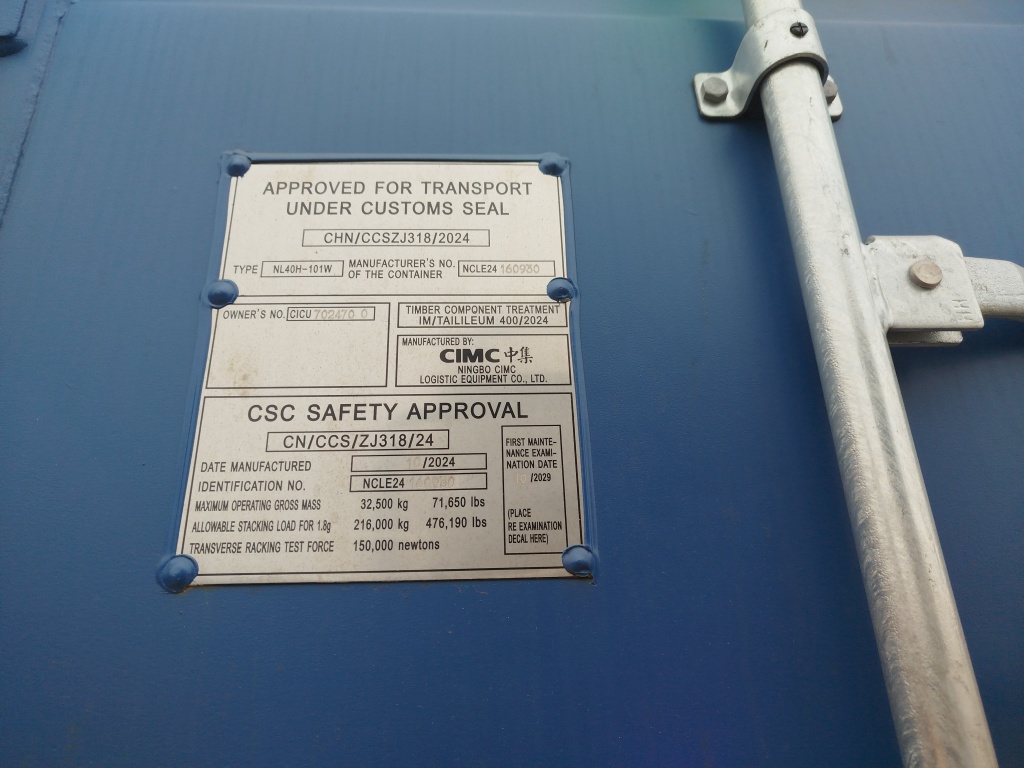 APPROVED FOR TRANSPORT
UNDER CUSTOMS SEAL
CHN/CCSZJ318/2024
TYPE NL40H-101W MANUFACTURER'S NO. OF THE CONTAINER NCLE24 160930
OWNER'S NO. CICU 702470 0
TIMBER COMPONENT TREATMENT
IM/TAILILEUM 400/2024
MANUFACTURED BY:
CIMC 中集
NINGBO CIMC
LOGISTIC EQUIPMENT CO., LTD.
CSC SAFETY APPROVAL
CN/CCS/ZJ318/24
DATE MANUFACTURED 10/2024
IDENTIFICATION NO. NCLE24 160930
MAXIMUM OPERATING GROSS MASS 32,500 kg 71,650 lbs
ALLOWABLE STACKING LOAD FOR 1.8g 216,000 kg 476,190 lbs
TRANSVERSE RACKING TEST FORCE 150,000 newtons
FIRST MAINTE-
NANCE EXAMI-
NATION DATE
/2029
(PLACE
RE EXAMINATION
DECAL HERE)